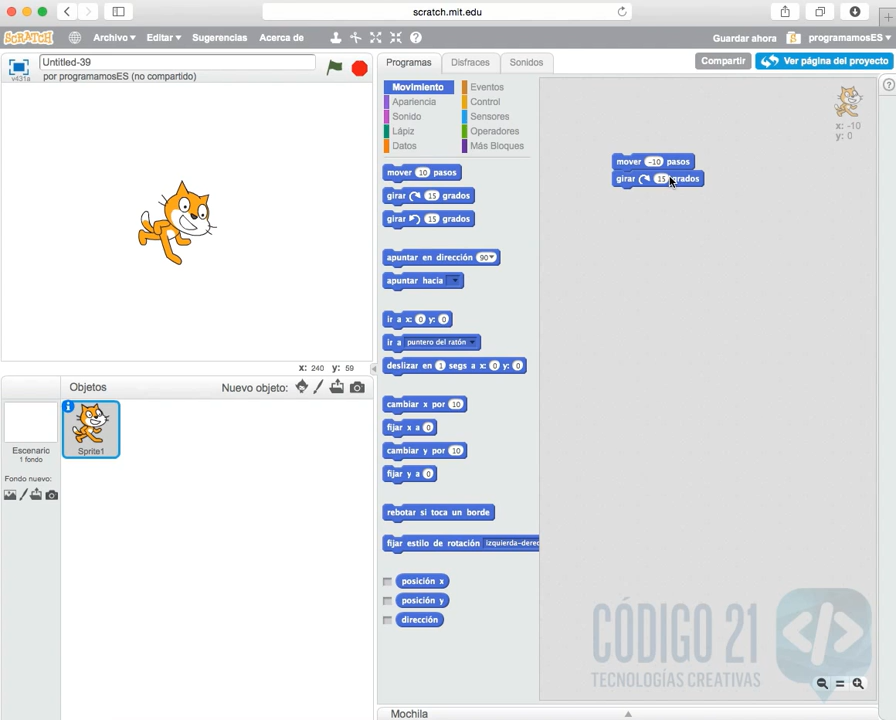 scratch.mit.edu
SCRATCH
Archivo
Editar
Sugerencias
Acerca de
Guardar ahora
programamosES
v431a
Untitled-39
por programamosES (no compartido)
Programas
Disfraces
Sonidos
Compartir
Ver página del proyecto
Movimiento
Apariencia
Sonido
Lápiz
Datos
Eventos
Control
Sensores
Operadores
Más Bloques
mover 10 pasos
girar 15 grados
girar 15 grados
apuntar en dirección 90
apuntar hacia
ir a x: 0 y: 0
ir a puntero del ratón
deslizar en 1 segs a x: 0 y: 0
cambiar x por 10
fijar x a 0
cambiar y por 10
fijar y a 0
rebotar si toca un borde
fijar estilo de rotación izquierda-derec
posición x
posición y
dirección
mover -10 pasos
girar 15 grados
x: -10
y: 0
x: 240 y: 59
Objetos
Nuevo objeto:
Escenario
1 fondo
Fondo nuevo:
Sprite1
CÓDIGO 21
TECNOLOGÍAS CREATIVAS
Mochila